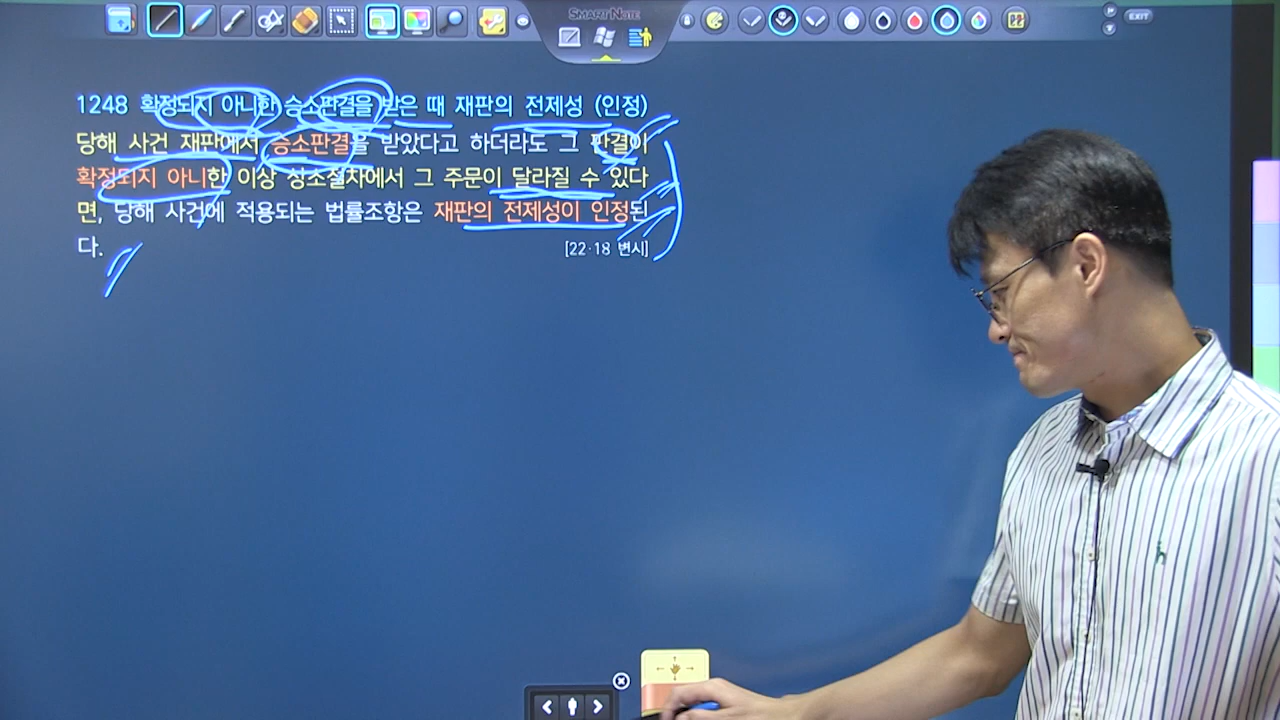 SMARTNOTE
EXIT
1248 확정되지 아니한 승소판결을 받은 때 재판의 전제성 (인정)
당해 사건 재판에서 승소판결을 받았다고 하더라도 그 판결이
확정되지 아니한 이상 상소절차에서 그 주문이 달라질 수 있다
면, 당해 사건에 적용되는 법률조항은 재판의 전제성이 인정된
다.
[22·18 변시]